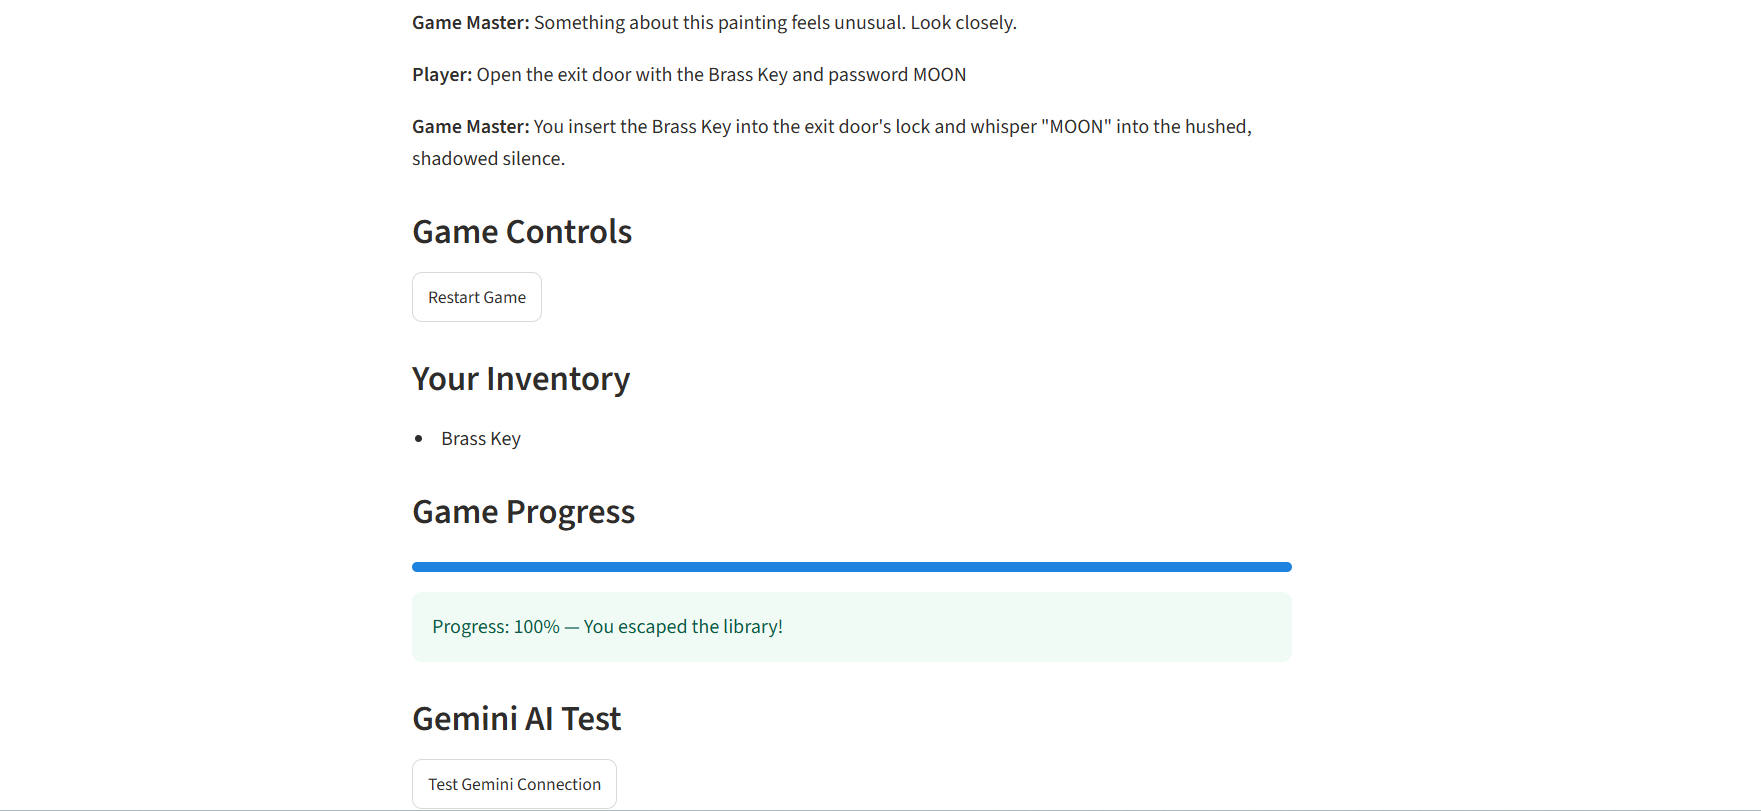 Game Master: Something about this painting feels unusual. Look closely.
Player: Open the exit door with the Brass Key and password MOON
Game Master: You insert the Brass Key into the exit door's lock and whisper "MOON" into the hushed,
shadowed silence.
Game Controls
Restart Game
Your Inventory
• Brass Key
Game Progress
Progress: 100% — You escaped the library!
Gemini AI Test
Test Gemini Connection